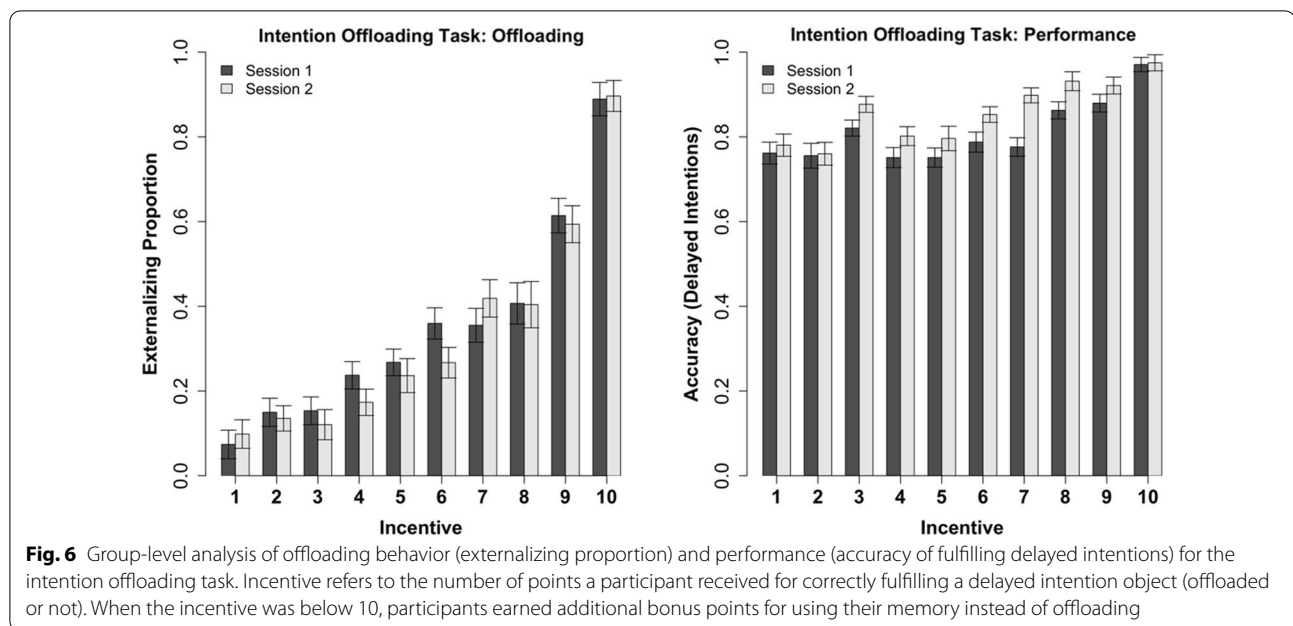 Intention Offloading Task: Offloading
Session 1
Session 2
Externalizing Proportion
1.0
0.8
0.6
0.4
0.2
0.0
1 2 3 4 5 6 7 8 9 10
Incentive
Intention Offloading Task: Performance
Session 1
Session 2
Accuracy (Delayed Intentions)
1.0
0.8
0.6
0.4
0.2
0.0
1 2 3 4 5 6 7 8 9 10
Incentive
Fig. 6 Group-level analysis of offloading behavior (externalizing proportion) and performance (accuracy of fulfilling delayed intentions) for the
intention offloading task. Incentive refers to the number of points a participant received for correctly fulfilling a delayed intention object (offloaded
or not). When the incentive was below 10, participants earned additional bonus points for using their memory instead of offloading